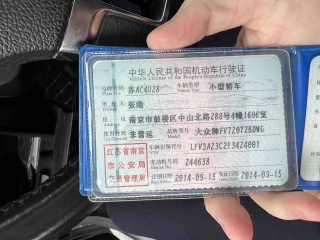 中华人民共和国机动车行驶证
Vehicle License of the People's Republic of China
号牌号码 苏AC4UZ8 车辆类型 小型轿车
Vehicle Type
所有人 张皓
住址 南京市鼓楼区中山北路288号4幢1606室
使用性质 非营运 品牌型号 大众牌FV7207ZBDWG
江苏省南京市公安局交通管理局
车辆识别代号 LFV3A23C2E3424001
发动机号码 244638
注册日期 2014-09-15 发证日期 2014-09-15